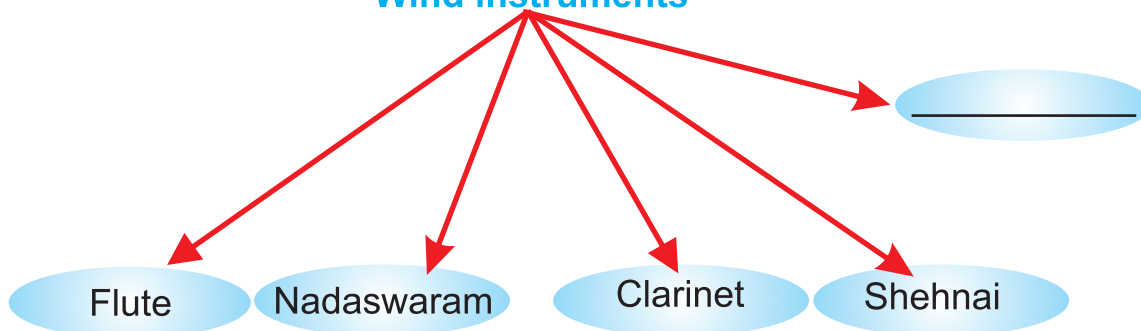 Wind Instruments
Flute
Nadaswaram
Clarinet
Shehnai